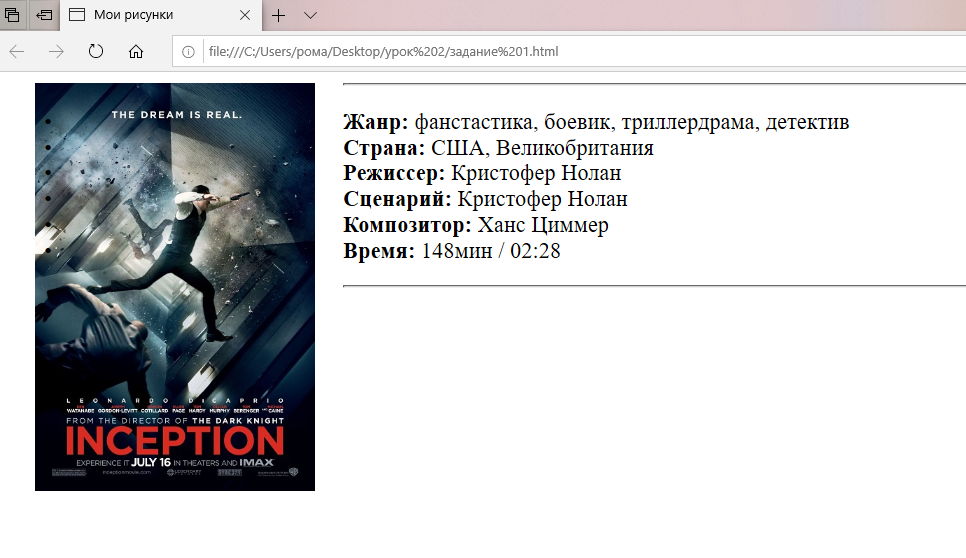 Мои рисунки
file:///C:/Users/рома/Desktop/урок%202/задание%201.html
THE DREAM IS REAL.
Жанр: фанстастика, боевик, триллердрама, детектив
Страна: США, Великобритания
Режиссер: Кристофер Нолан
Сценарий: Кристофер Нолан
Композитор: Ханс Циммер
Время: 148мин / 02:28
LEONARDO DiCAPRIO
WATANABE GORDON-LEVITT COTILLARD PAGE HARDY MURPHY BERENGER CAINE
FROM THE DIRECTOR OF THE DARK KNIGHT
INCEPTION
EXPERIENCE IT JULY 16 IN THEATERS AND IMAX
inceptionmovie.com